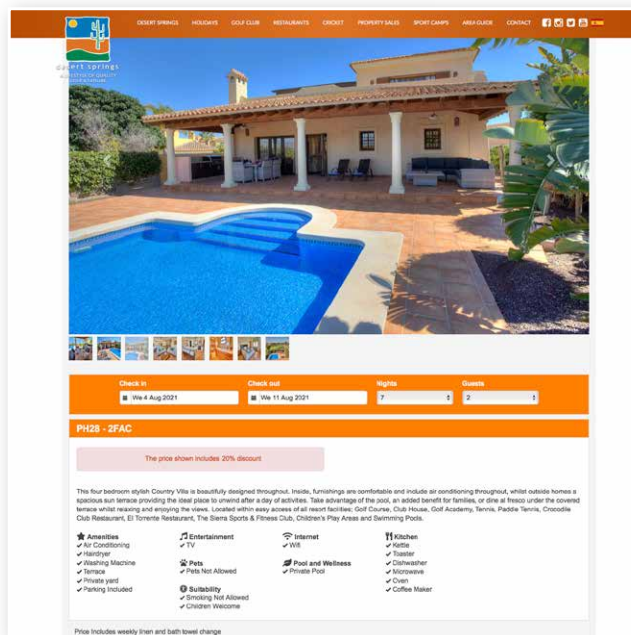 DESERT SPRINGS HOLIDAYS GOLF CLUB RESTAURANTS CRICKET PROPERTY SALES SPORT CAMPS AREA GUIDE CONTACT
desert springs
Check in Check out Nights Guests
We 4 Aug 2021 We 11 Aug 2021 7 2
PH28 - 2FAC
The price shown includes 20% discount
This four bedroom stylish Country Villa is beautifully designed throughout. Inside, furnishings are comfortable and include air conditioning throughout, whilst outside homes a
spacious sun terrace providing the ideal place to unwind after a day of activities. Take advantage of the pool, an added benefit for families, or dine al fresco under the covered
terrace whilst relaxing and enjoying the views. Located within easy access of all resort facilities; Golf Course, Club House, Golf Academy, Tennis, Paddle Tennis, Crocodile
Club Restaurant, El Torrente Restaurant, The Sierra Sports & Fitness Club, Children's Play Areas and Swimming Pools.
Amenities
Air Conditioning
Hairdryer
Washing Machine
Terrace
Private yard
Parking Included
Entertainment
TV
Pets
Pets Not Allowed
Suitability
Smoking Not Allowed
Children Welcome
Internet
Wifi
Pool and Wellness
Private Pool
Kitchen
Kettle
Toaster
Dishwasher
Microwave
Oven
Coffee Maker
Price Includes weekly linen and bath towel change